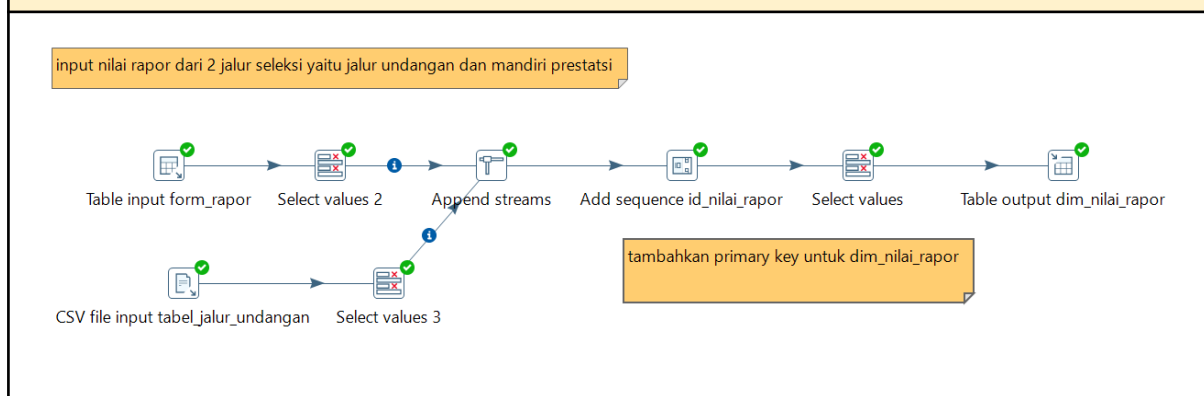 input nilai rapor dari 2 jalur seleksi yaitu jalur undangan dan mandiri prestatsi
Table input form_rapor
Select values 2
Append streams
Add sequence id_nilai_rapor
Select values
Table output dim_nilai_rapor
tambahkan primary key untuk dim_nilai_rapor
CSV file input tabel_jalur_undangan
Select values 3